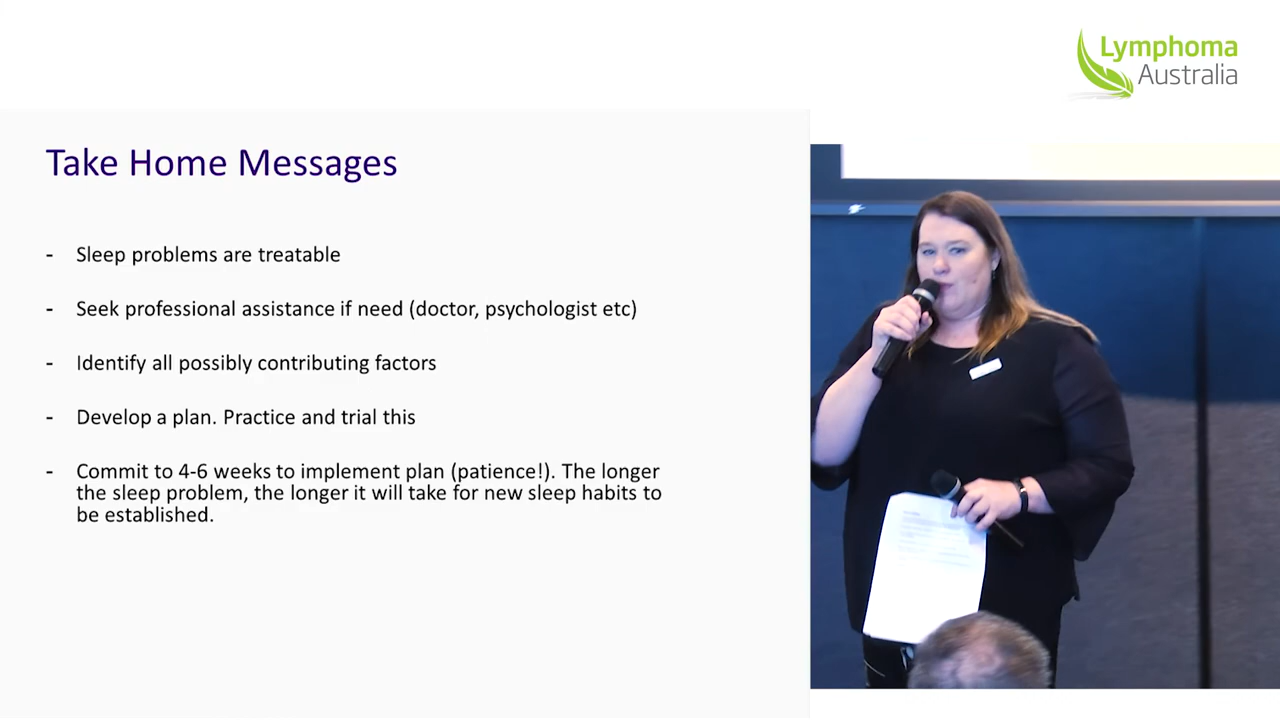 Lymphoma
Australia
Take Home Messages
- Sleep problems are treatable
- Seek professional assistance if need (doctor, psychologist etc)
- Identify all possibly contributing factors
- Develop a plan. Practice and trial this
- Commit to 4-6 weeks to implement plan (patience!). The longer
the sleep problem, the longer it will take for new sleep habits to
be established.